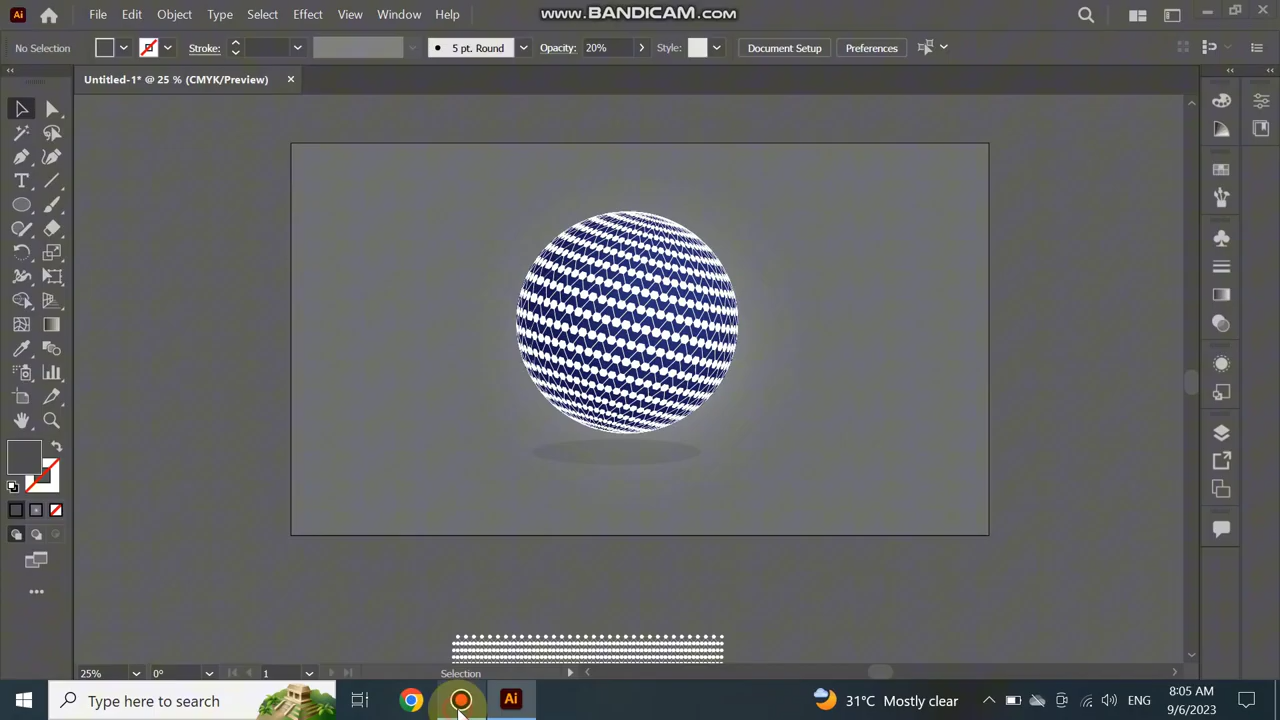 Ai
File
Edit
Object
Type
Select
Effect
View
Window
Help
www.BANDICAM.com
No Selection
Stroke:
5 pt. Round
Opacity:
20%
Style:
Document Setup
Preferences
Untitled-1* @ 25 % (CMYK/Preview)
T
25%
0°
1
Selection
Type here to search
Ai
31°C Mostly clear
ENG
8:05 AM
9/6/2023